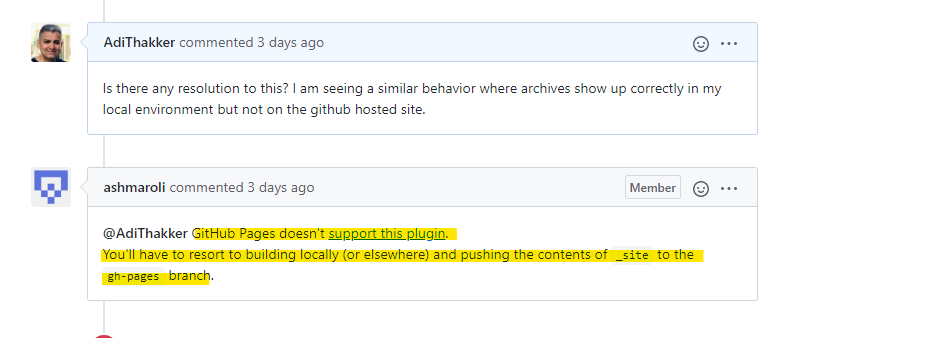 AdiThakker commented 3 days ago
Is there any resolution to this? I am seeing a similar behavior where archives show up correctly in my
local environment but not on the github hosted site.
ashmaroli commented 3 days ago
Member
@AdiThakker GitHub Pages doesn't support this plugin.
You'll have to resort to building locally (or elsewhere) and pushing the contents of _site to the
gh-pages branch.